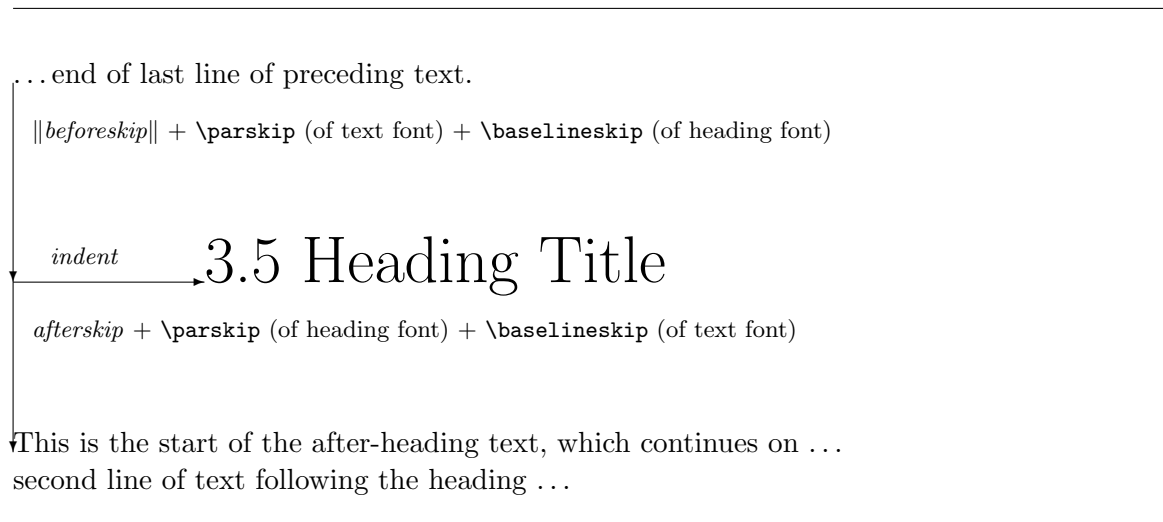 ...end of last line of preceding text.
‖beforeskip‖ + \parskip (of text font) + \baselineskip (of heading font)
indent
3.5 Heading Title
afterskip + \parskip (of heading font) + \baselineskip (of text font)
This is the start of the after-heading text, which continues on ...
second line of text following the heading ...